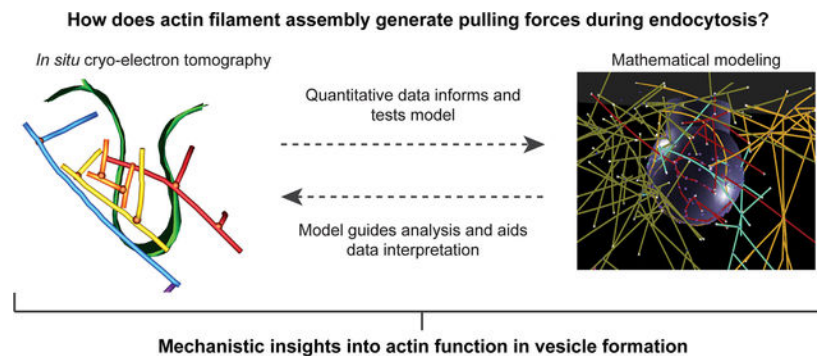 How does actin filament assembly generate pulling forces during endocytosis?
In situ cryo-electron tomography
Mathematical modeling
Quantitative data informs and
tests model
Model guides analysis and aids
data interpretation
Mechanistic insights into actin function in vesicle formation